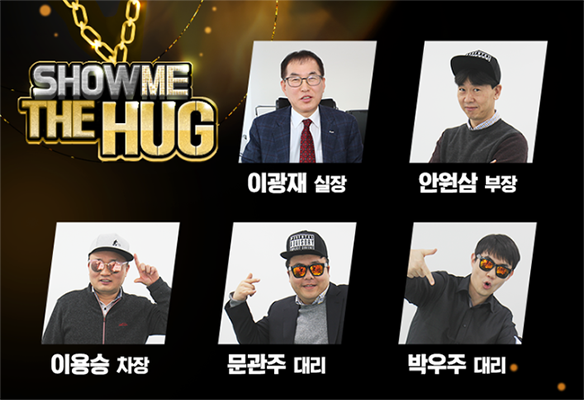 SHOW ME
THE HUG
이광재 실장
안원삼 부장
이용승 차장
문관주 대리
박우주 대리